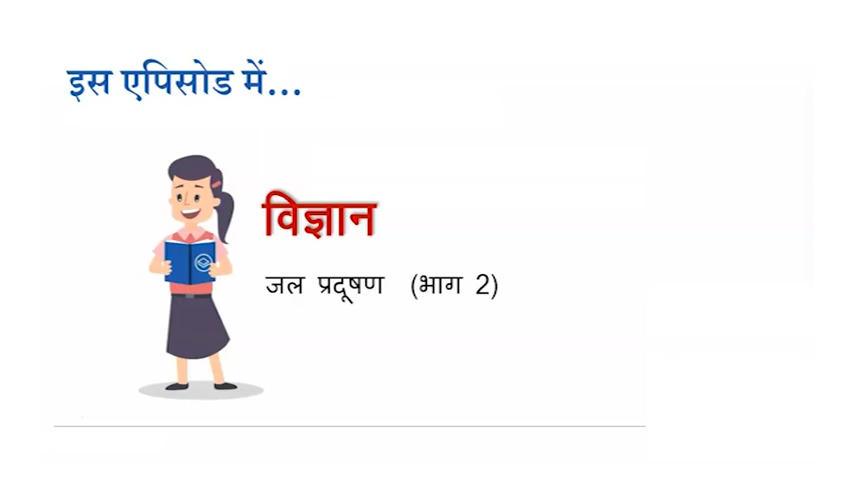 इस एपिसोड में...
विज्ञान
जल प्रदूषण (भाग 2)